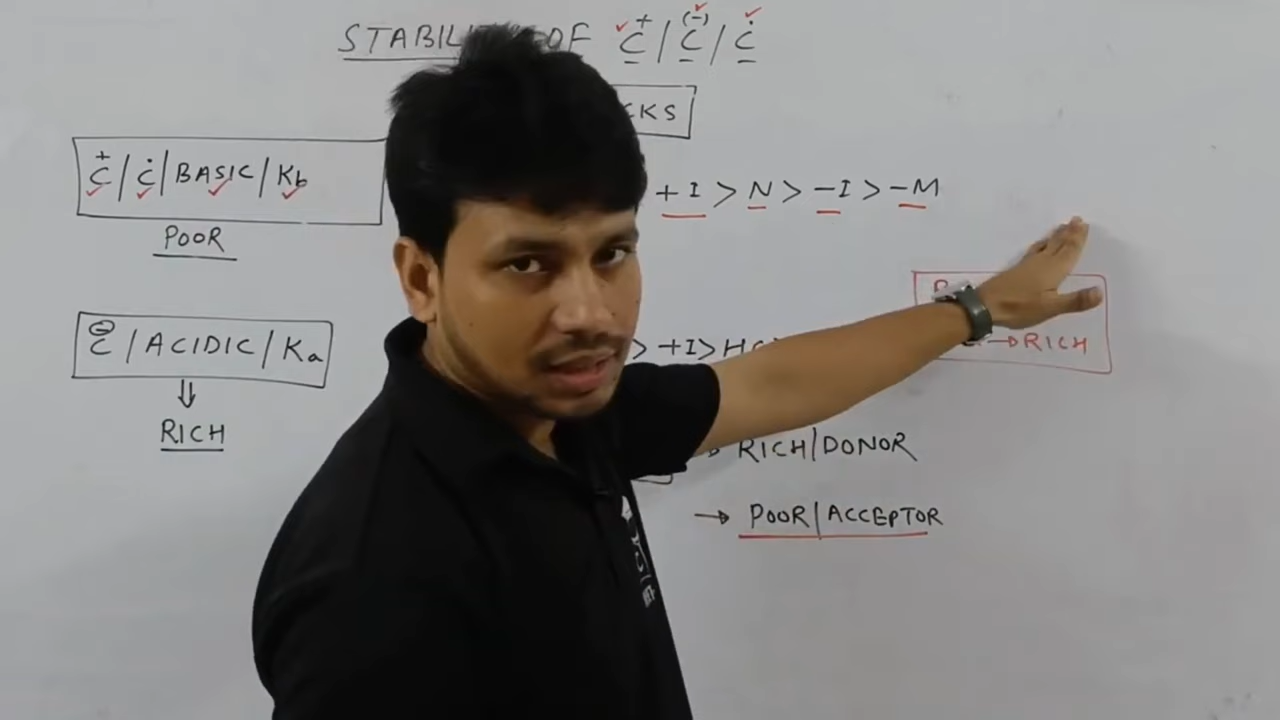 STABIL OF C⁺ / C⁽⁻⁾ / Ċ
CKS
C⁺ / Ċ / BASIC / Kb
+I > N > -I > -M
POOR
C⊖ / ACIDIC / Ka
> +I > H
→ RICH
RICH
RICH/DONOR
→ POOR/ACCEPTOR